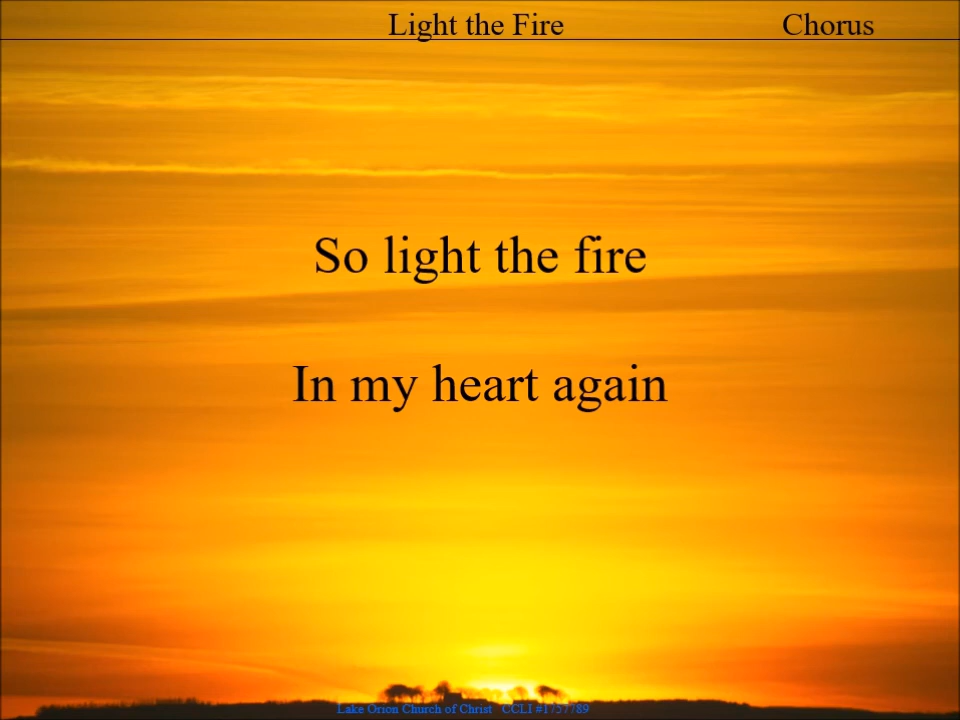 Light the Fire Chorus
So light the fire
In my heart again
Lake Orion Church of Christ CCLI #1757789